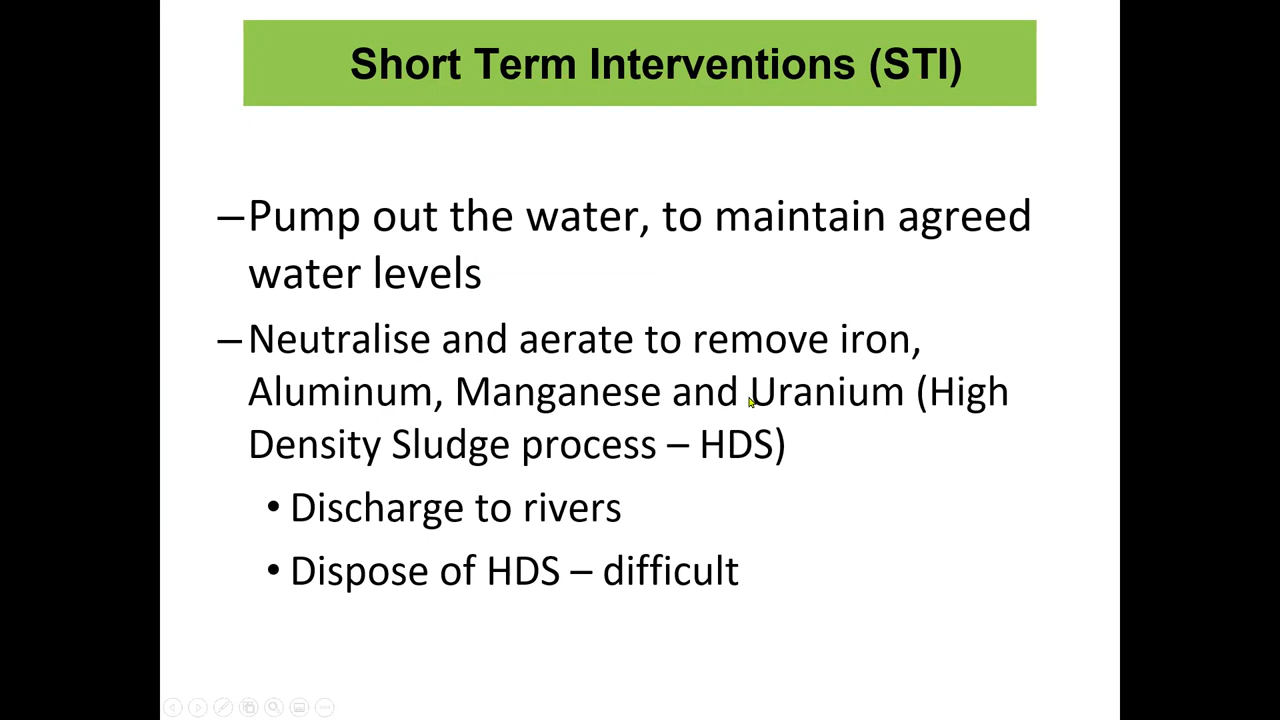 Short Term Interventions (STI)
–Pump out the water, to maintain agreed
water levels
–Neutralise and aerate to remove iron,
Aluminum, Manganese and Uranium (High
Density Sludge process – HDS)
• Discharge to rivers
• Dispose of HDS – difficult